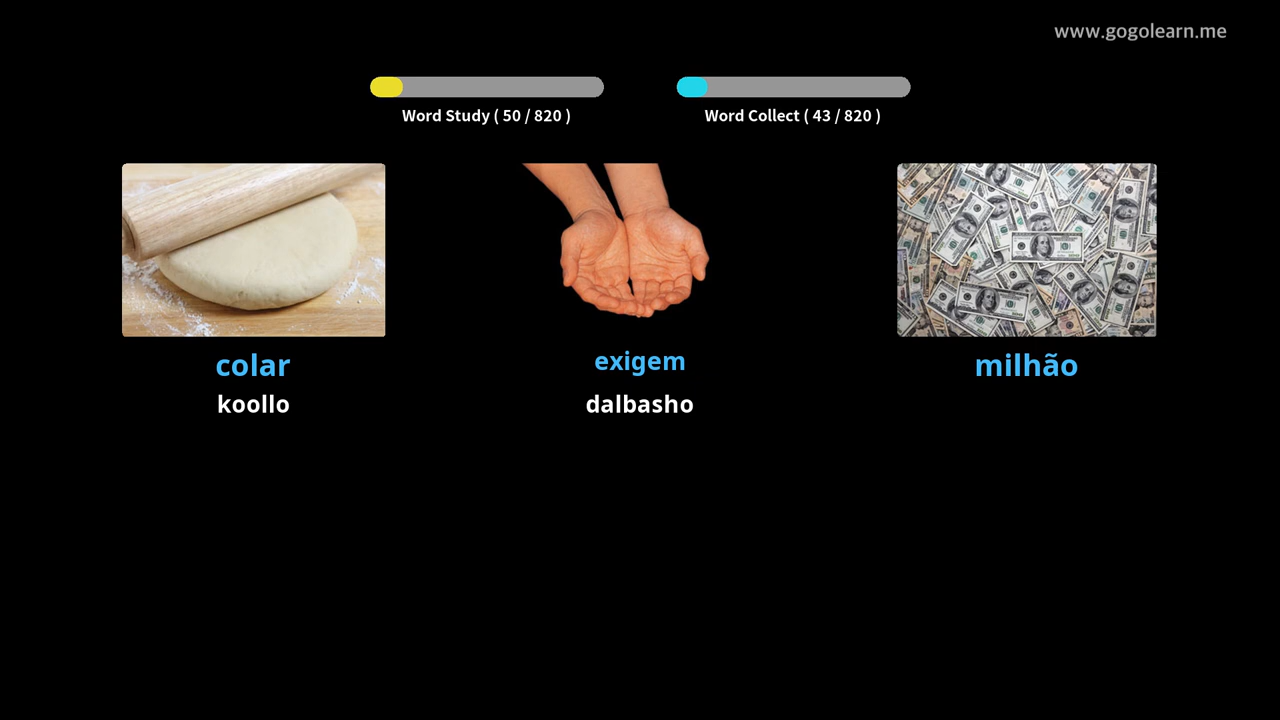 www.gogolearn.me
Word Study ( 50 / 820 )
Word Collect ( 43 / 820 )
colar
koollo
exigem
dalbasho
milhão